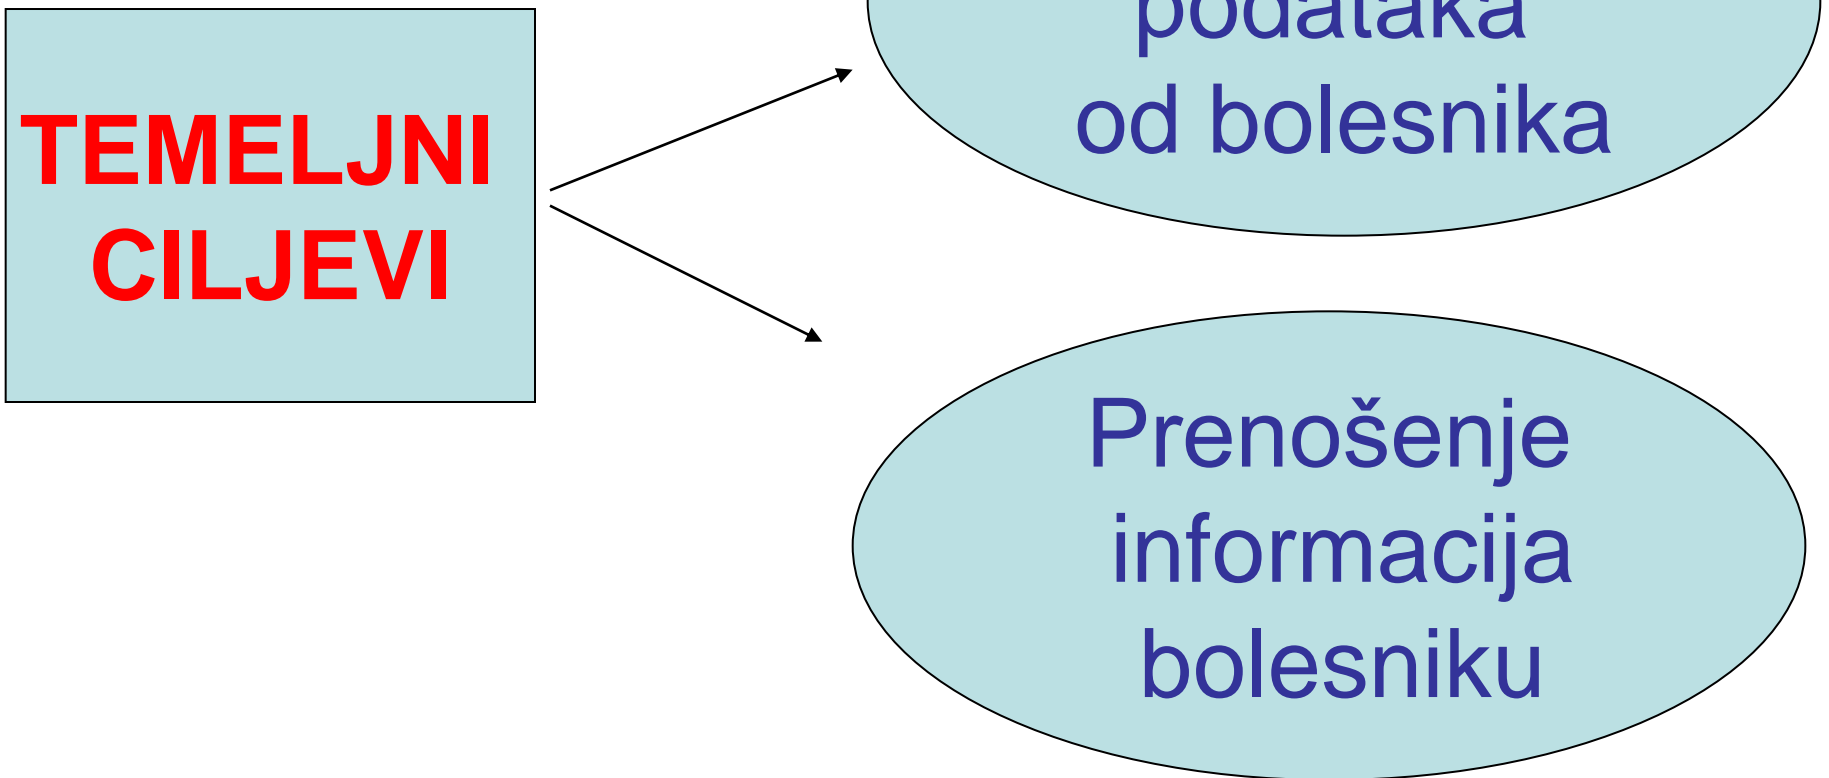 TEMELJNI
CILJEVI
podataka
od bolesnika
Prenošenje
informacija
bolesniku